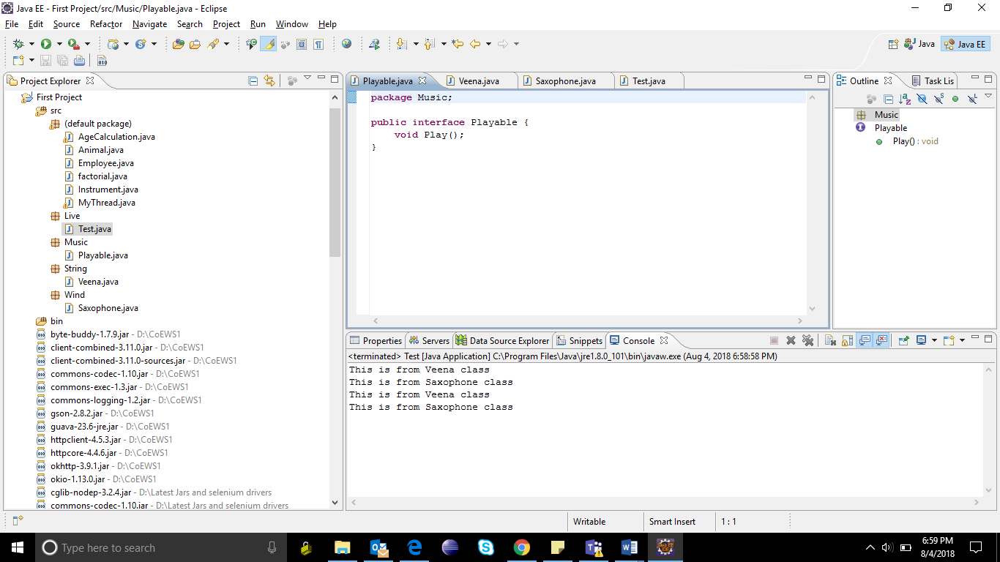 Java EE - First Project/src/Music/Playable.java - Eclipse
File Edit Source Refactor Navigate Search Project Run Window Help
Java Java EE
Project Explorer
First Project
src
(default package)
AgeCalculation.java
Animal.java
Employee.java
factorial.java
Instrument.java
MyThread.java
Live
Test.java
Music
Playable.java
String
Veena.java
Wind
Saxophone.java
bin
byte-buddy-1.7.9.jar - D:\CoEWS1
client-combined-3.11.0.jar - D:\CoEWS1
client-combined-3.11.0-sources.jar - D:\CoEWS1
commons-codec-1.10.jar - D:\CoEWS1
commons-exec-1.3.jar - D:\CoEWS1
commons-logging-1.2.jar - D:\CoEWS1
gson-2.8.2.jar - D:\CoEWS1
guava-23.6-jre.jar - D:\CoEWS1
httpclient-4.5.3.jar - D:\CoEWS1
httpcore-4.4.6.jar - D:\CoEWS1
okhttp-3.9.1.jar - D:\CoEWS1
okio-1.13.0.jar - D:\CoEWS1
cglib-nodep-3.2.4.jar - D:\Latest Jars and selenium drivers
commons-codec-1.10.jar - D:\Latest Jars and selenium drivers
Playable.java Veena.java Saxophone.java Test.java
package Music;
public interface Playable {
void Play();
}
Outline Task Lis
Music
Playable
Play() : void
Properties Servers Data Source Explorer Snippets Console
<terminated> Test [Java Application] C:\Program Files\Java\jre1.8.0_101\bin\javaw.exe (Aug 4, 2018 6:58:58 PM)
This is from Veena class
This is from Saxophone class
This is from Veena class
This is from Saxophone class
Writable Smart Insert 1 : 1
Type here to search
6:59 PM
8/4/2018